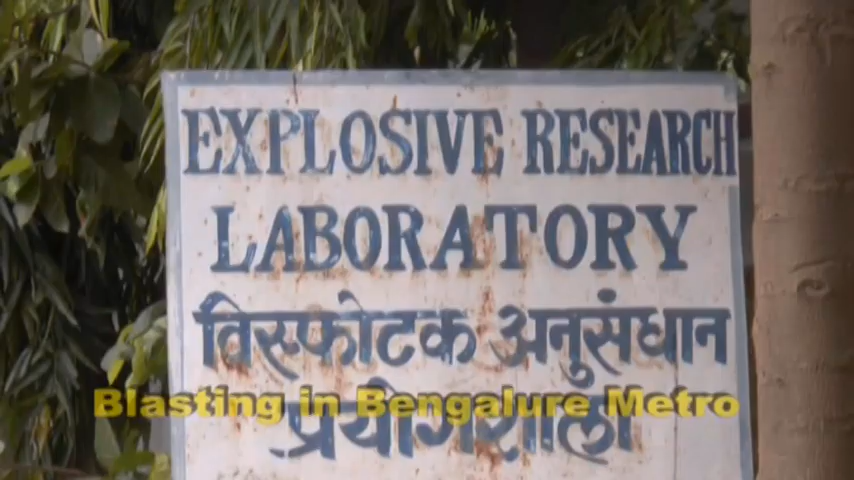 EXPLOSIVE RESEARCH
LABORATORY
विस्फोटक अनुसंधान
Blasting in Bengalure Metro
प्रयोगशाला